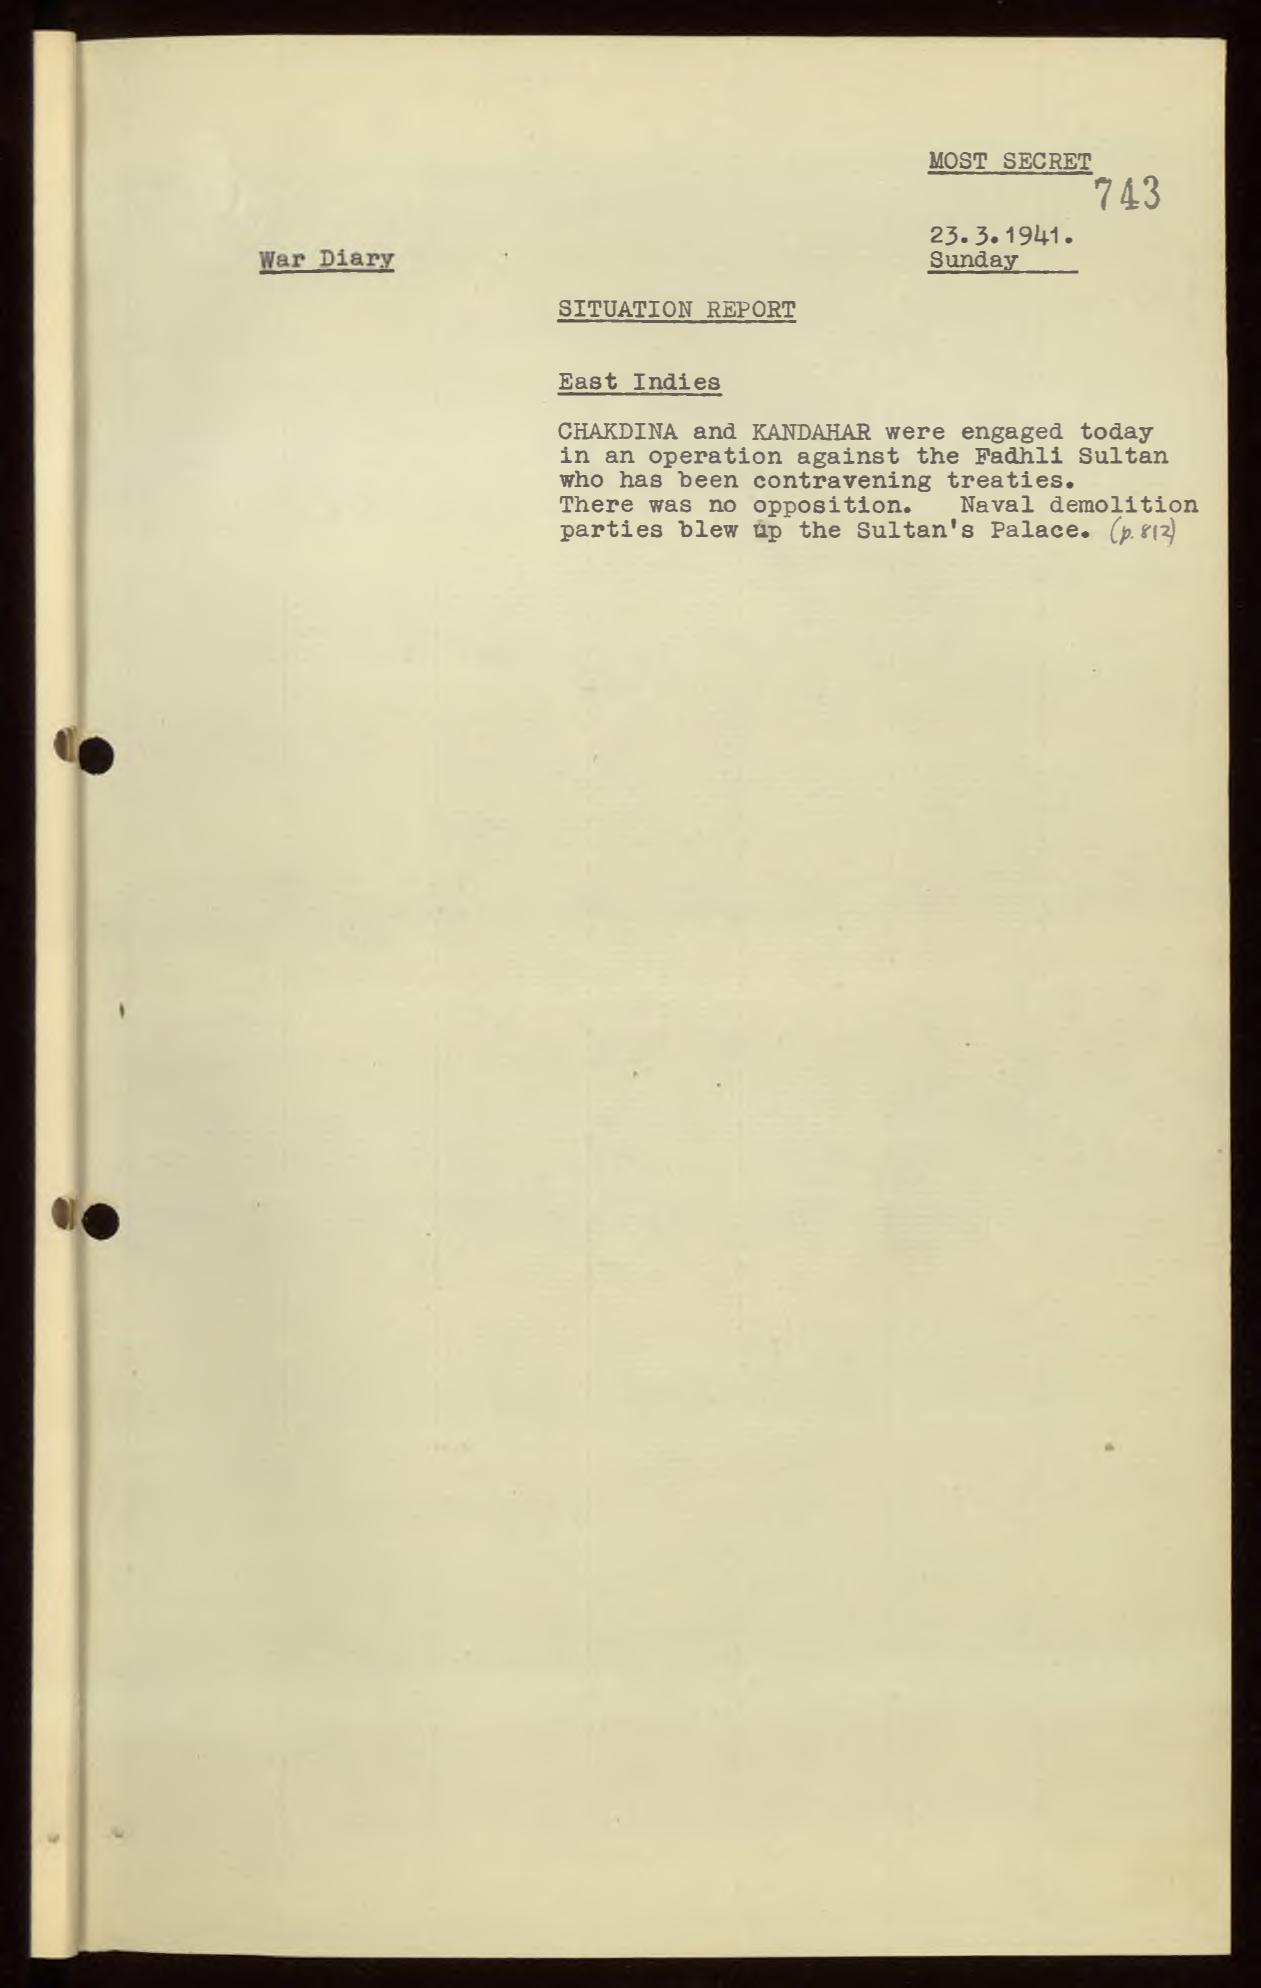 MOST SECRET
743
23.3.1941.
Sunday
War Diary
SITUATION REPORT
East Indies
CHAKDINA and KANDAHAR were engaged today
in an operation against the Fadhli Sultan
who has been contravening treaties.
There was no opposition. Naval demolition
parties blew up the Sultan's Palace. (p. 812)